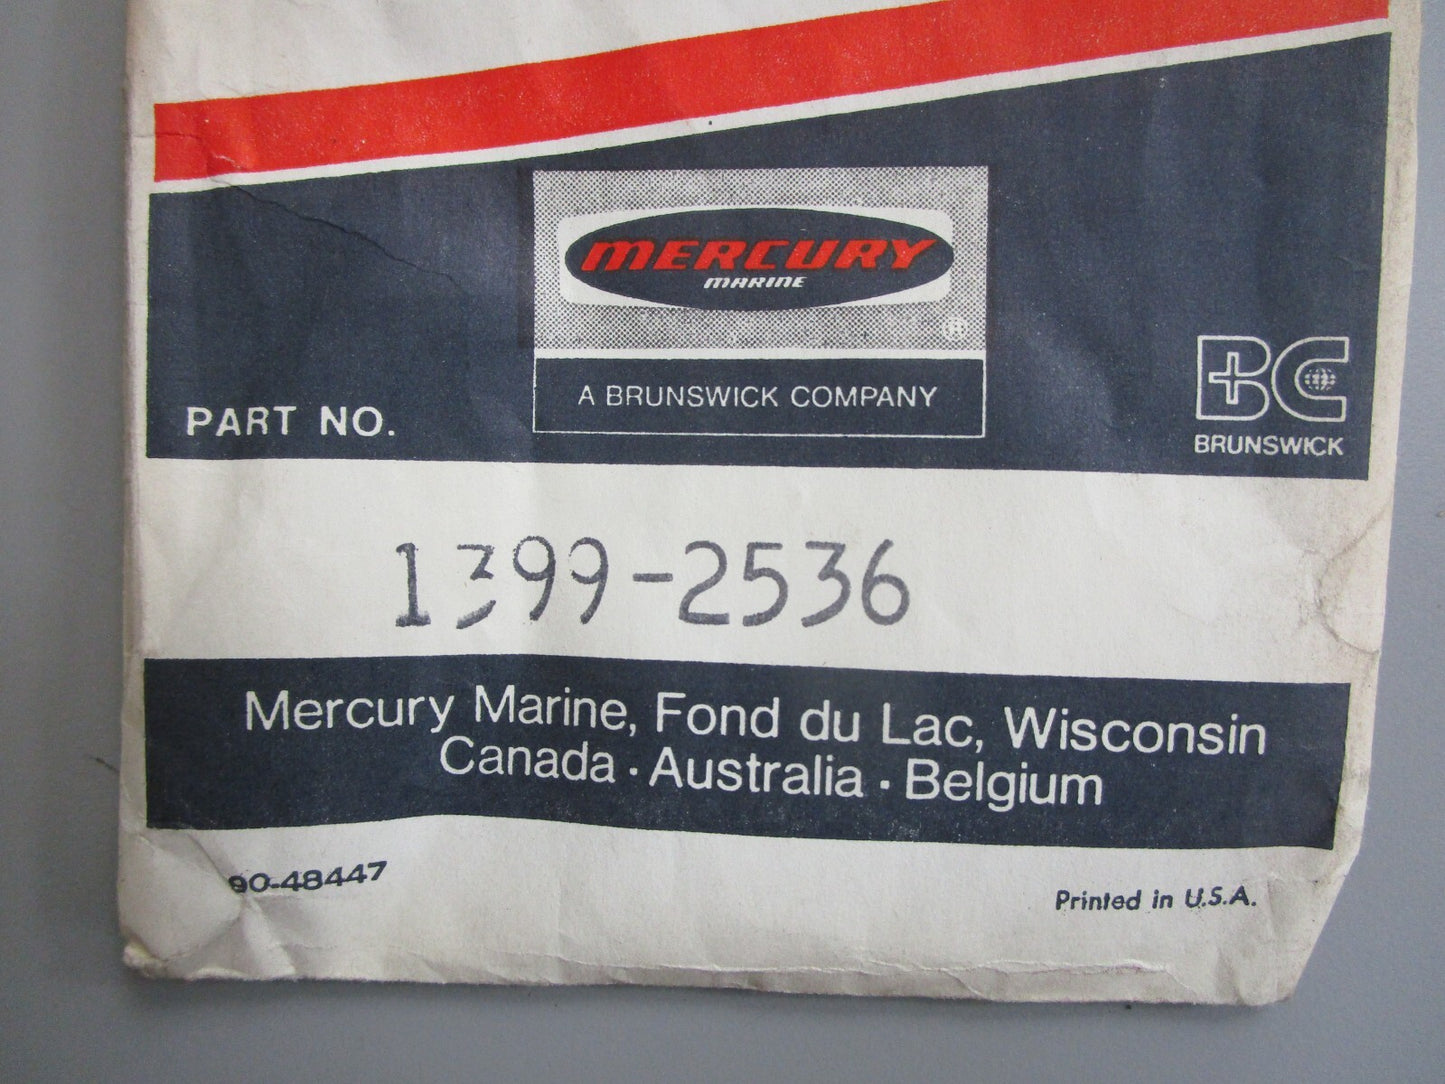 MERCURY
MARINE
®
A BRUNSWICK COMPANY
BC
BRUNSWICK
PART NO.
1399-2536
Mercury Marine, Fond du Lac, Wisconsin
Canada · Australia · Belgium
90-48447
Printed in U.S.A.